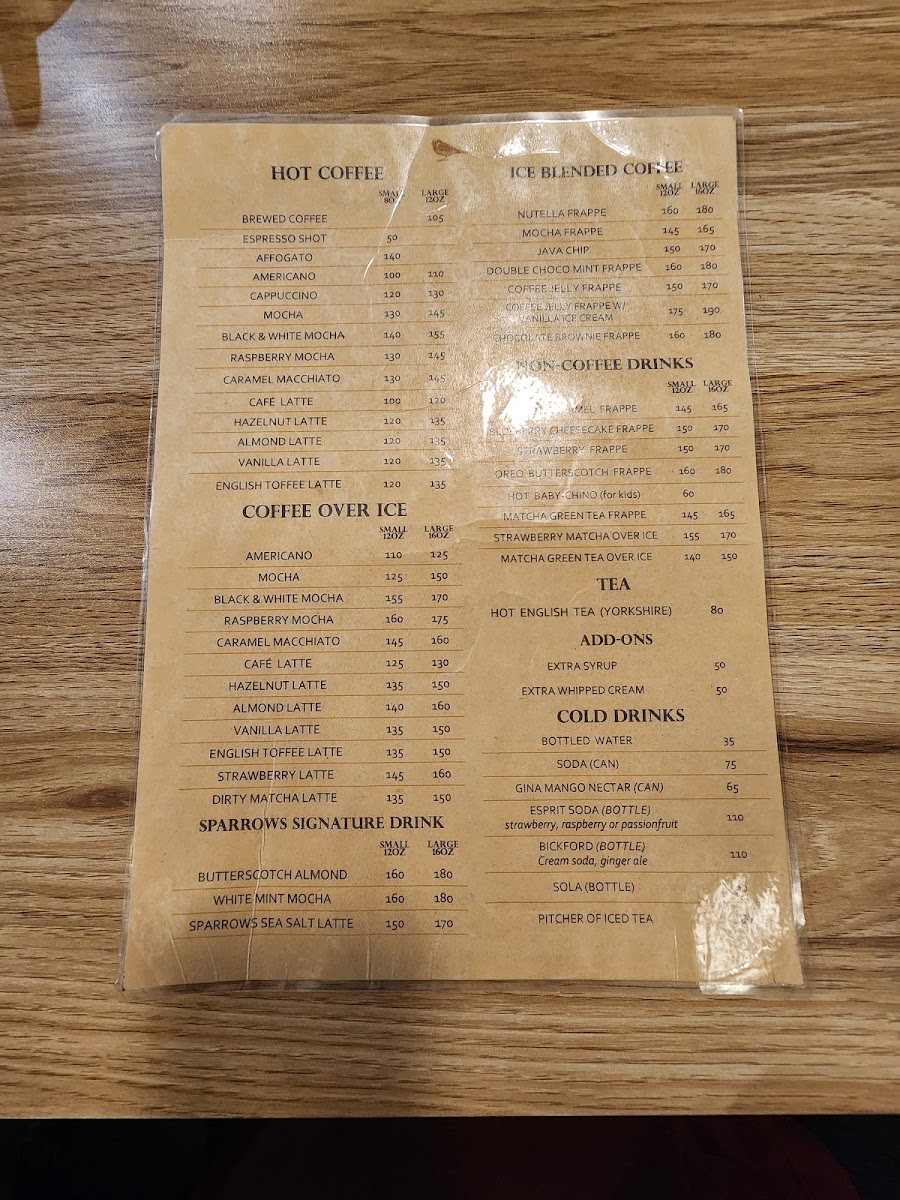 HOT COFFEE
SMALL 8OZ LARGE 12OZ
BREWED COFFEE 105
ESPRESSO SHOT 50
AFFOGATO 140
AMERICANO 100 110
CAPPUCCINO 120 130
MOCHA 130 145
BLACK & WHITE MOCHA 140 155
RASPBERRY MOCHA 130 145
CARAMEL MACCHIATO 130 145
CAFÉ LATTE 100 120
HAZELNUT LATTE 120 135
ALMOND LATTE 120 135
VANILLA LATTE 120 135
ENGLISH TOFFEE LATTE 120 135
COFFEE OVER ICE
SMALL 12OZ LARGE 16OZ
AMERICANO 110 125
MOCHA 125 150
BLACK & WHITE MOCHA 155 170
RASPBERRY MOCHA 160 175
CARAMEL MACCHIATO 145 160
CAFÉ LATTE 125 130
HAZELNUT LATTE 135 150
ALMOND LATTE 140 160
VANILLA LATTE 135 150
ENGLISH TOFFEE LATTE 135 150
STRAWBERRY LATTE 145 160
DIRTY MATCHA LATTE 135 150
SPARROWS SIGNATURE DRINK
SMALL 12OZ LARGE 16OZ
BUTTERSCOTCH ALMOND 160 180
WHITE MINT MOCHA 160 180
SPARROWS SEA SALT LATTE 150 170
ICE BLENDED COFFEE
SMALL 12OZ LARGE 16OZ
NUTELLA FRAPPE 160 180
MOCHA FRAPPE 145 165
JAVA CHIP 150 170
DOUBLE CHOCO MINT FRAPPE 160 180
COFFEE JELLY FRAPPE 150 170
COFFEE JELLY FRAPPE W/
VANILLA ICE CREAM 175 190
CHOCOLATE BROWNIE FRAPPE 160 180
NON-COFFEE DRINKS
SMALL 12OZ LARGE 16OZ
FRAPPE 145 165
BLUEBERRY CHEESECAKE FRAPPE 150 170
STRAWBERRY FRAPPE 150 170
OREO BUTTERSCOTCH FRAPPE 160 180
HOT BABY-CHINO (for kids) 60
MATCHA GREEN TEA FRAPPE 145 165
STRAWBERRY MATCHA OVER ICE 155 170
MATCHA GREEN TEA OVER ICE 140 150
TEA
HOT ENGLISH TEA (YORKSHIRE) 80
ADD-ONS
EXTRA SYRUP 50
EXTRA WHIPPED CREAM 50
COLD DRINKS
BOTTLED WATER 35
SODA (CAN) 75
GINA MANGO NECTAR (CAN) 65
ESPRIT SODA (BOTTLE)
strawberry, raspberry or passionfruit 110
BICKFORD (BOTTLE)
Cream soda, ginger ale 110
SOLA (BOTTLE)
PITCHER OF ICED TEA